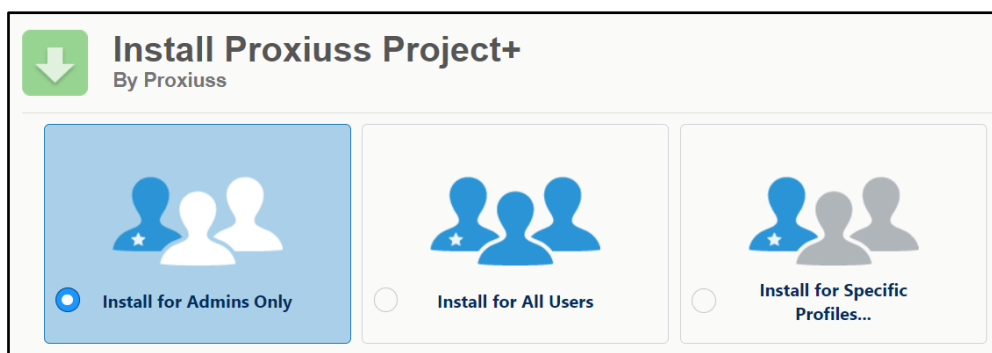 Install Proxiuss Project+
By Proxiuss
Install for Admins Only
Install for All Users
Install for Specific
Profiles...